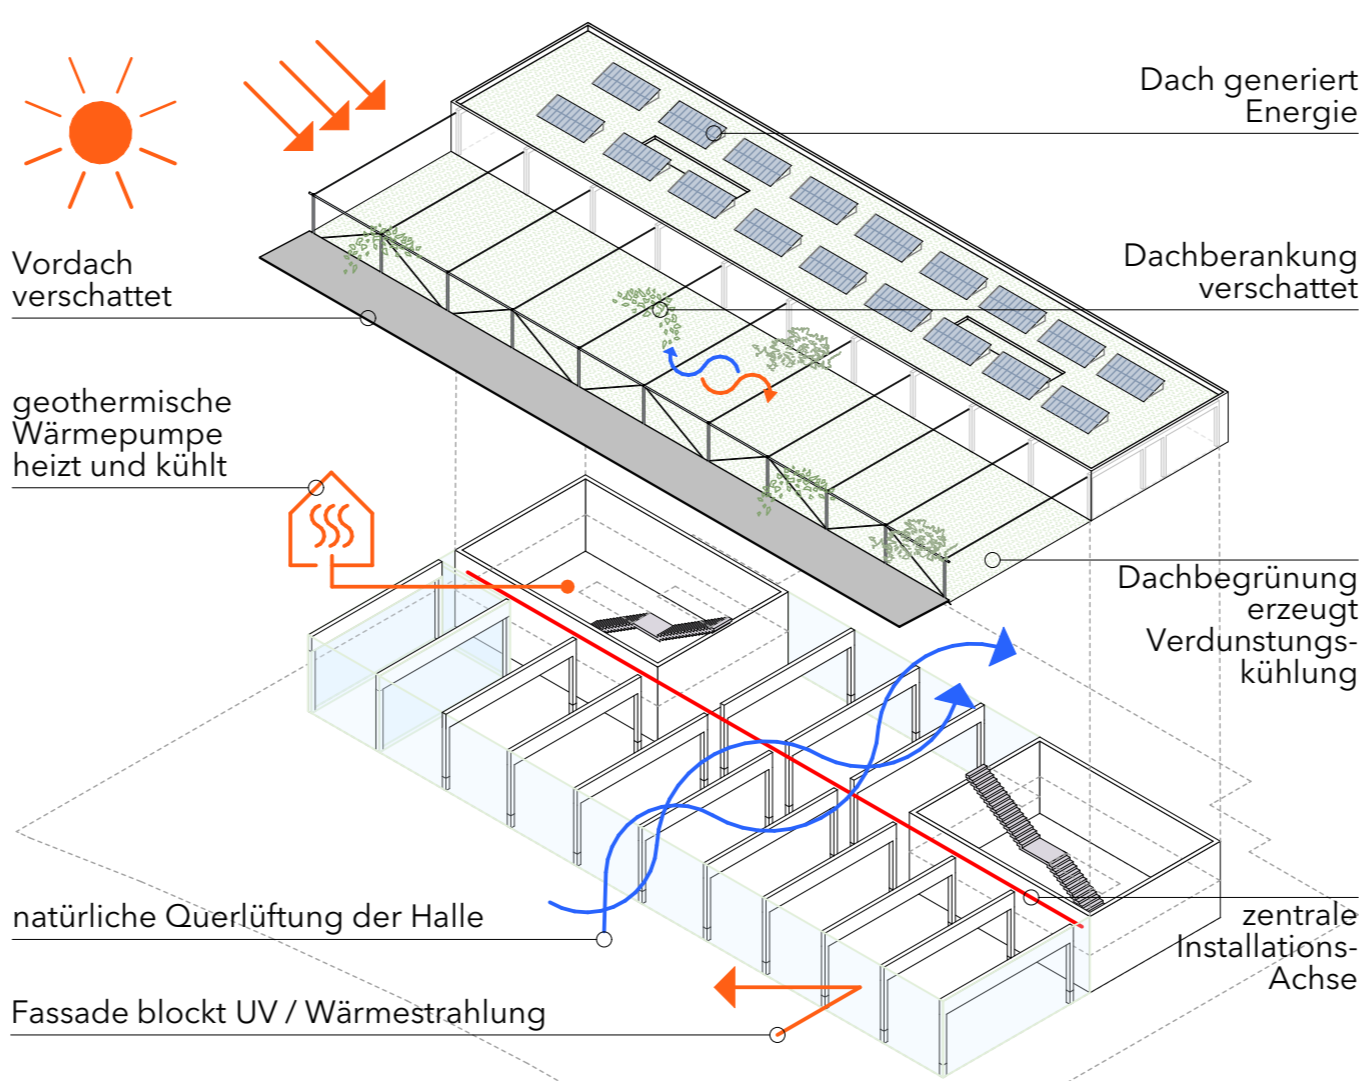 Dach generiert
Energie
Vordach
verschattet
Dachberankung
verschattet
geothermische
Wärmepumpe
heizt und kühlt
Dachbegrünung
erzeugt
Verdunstungs-
kühlung
natürliche Querlüftung der Halle
zentrale
Installations-
Achse
Fassade blockt UV / Wärmestrahlung